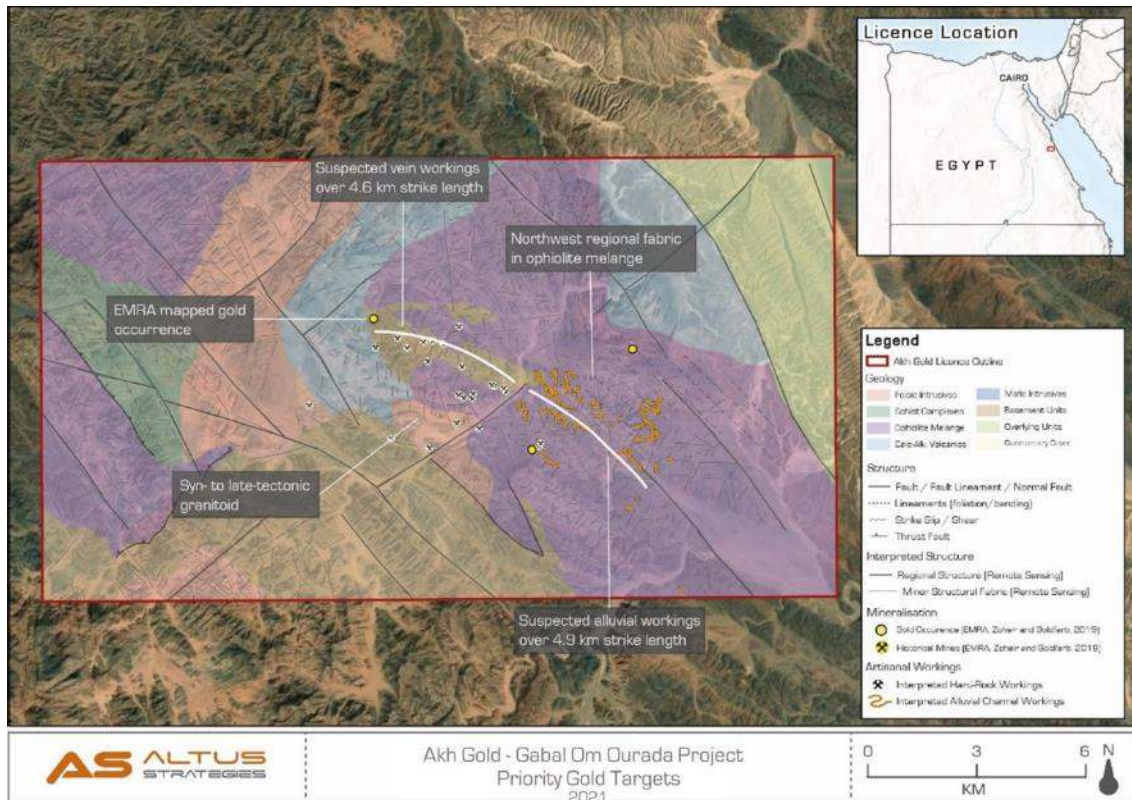 Licence Location
CAIRO
EGYPT
Suspected vein workings
over 4.6 km strike length
Northwest regional fabric
in ophiolite melange
EMRA mapped gold
occurrence
Syn- to late-tectonic
granitoid
Suspected alluvial workings
over 4.9 km strike length
Legend
Akh Gold Licence Outline
Geology
Felsic Intrusives
Schist Complexes
Ophiolite Melange
Calc-Alk. Volcanics
Mafic Intrusives
Basement Units
Overlying Units
Quaternary Cover
Structure
Fault / Fault Lineament / Normal Fault
Lineaments (foliation/bending)
Strike Slip / Shear
Thrust Fault
Interpreted Structure
Regional Structure (Remote Sensing)
Minor Structural Fabric (Remote Sensing)
Mineralisation
Gold Occurence (EMRA, Zoheir and Goldfarb, 2019)
Historical Mines (EMRA, Zoheir and Goldfarb, 2019)
Artisanal Workings
Interpreted Hard-Rock Workings
Interpreted Alluvial Channel Workings
AS ALTUS
STRATEGIES
Akh Gold - Gabal Om Ourada Project
Priority Gold Targets
2021
0 3 6
KM
N